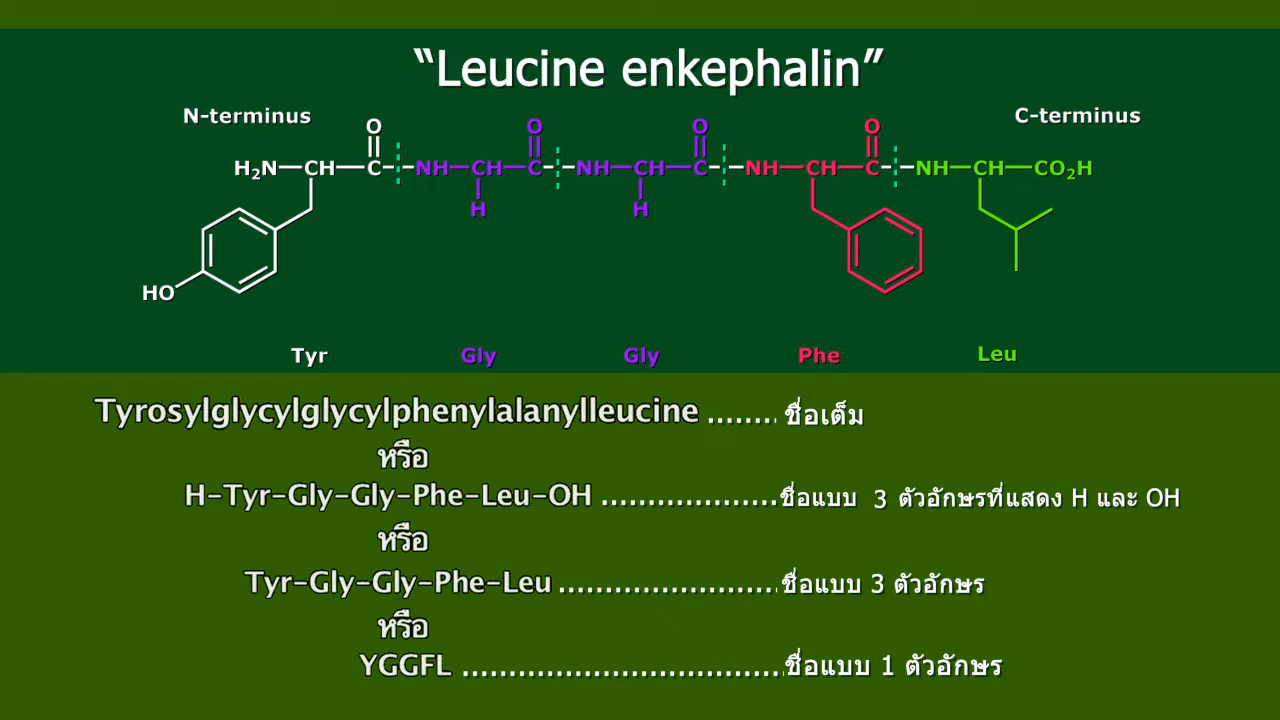 “Leucine enkephalin”
N-terminus C-terminus
O O O O
H₂N CH C NH CH C NH CH C NH CH C NH CH CO₂H
H H
HO
Tyr Gly Gly Phe Leu
Tyrosylglycylglycylphenylalanylleucine ........ ชื่อเต็ม
หรือ
H-Tyr-Gly-Gly-Phe-Leu-OH ................... ชื่อแบบ 3 ตัวอักษรที่แสดง H และ OH
หรือ
Tyr-Gly-Gly-Phe-Leu ........................ ชื่อแบบ 3 ตัวอักษร
หรือ
YGGFL ................................... ชื่อแบบ 1 ตัวอักษร